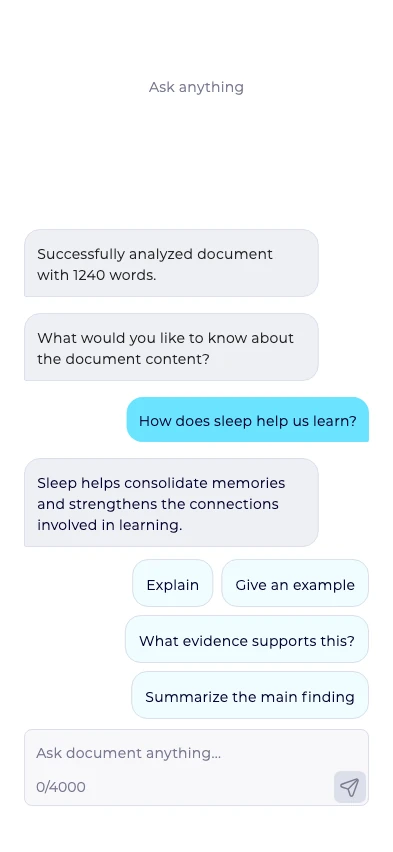 Ask anything
Successfully analyzed document
with 1240 words.
What would you like to know about
the document content?
How does sleep help us learn?
Sleep helps consolidate memories
and strengthens the connections
involved in learning.
Explain
Give an example
What evidence supports this?
Summarize the main finding
Ask document anything...
0/4000